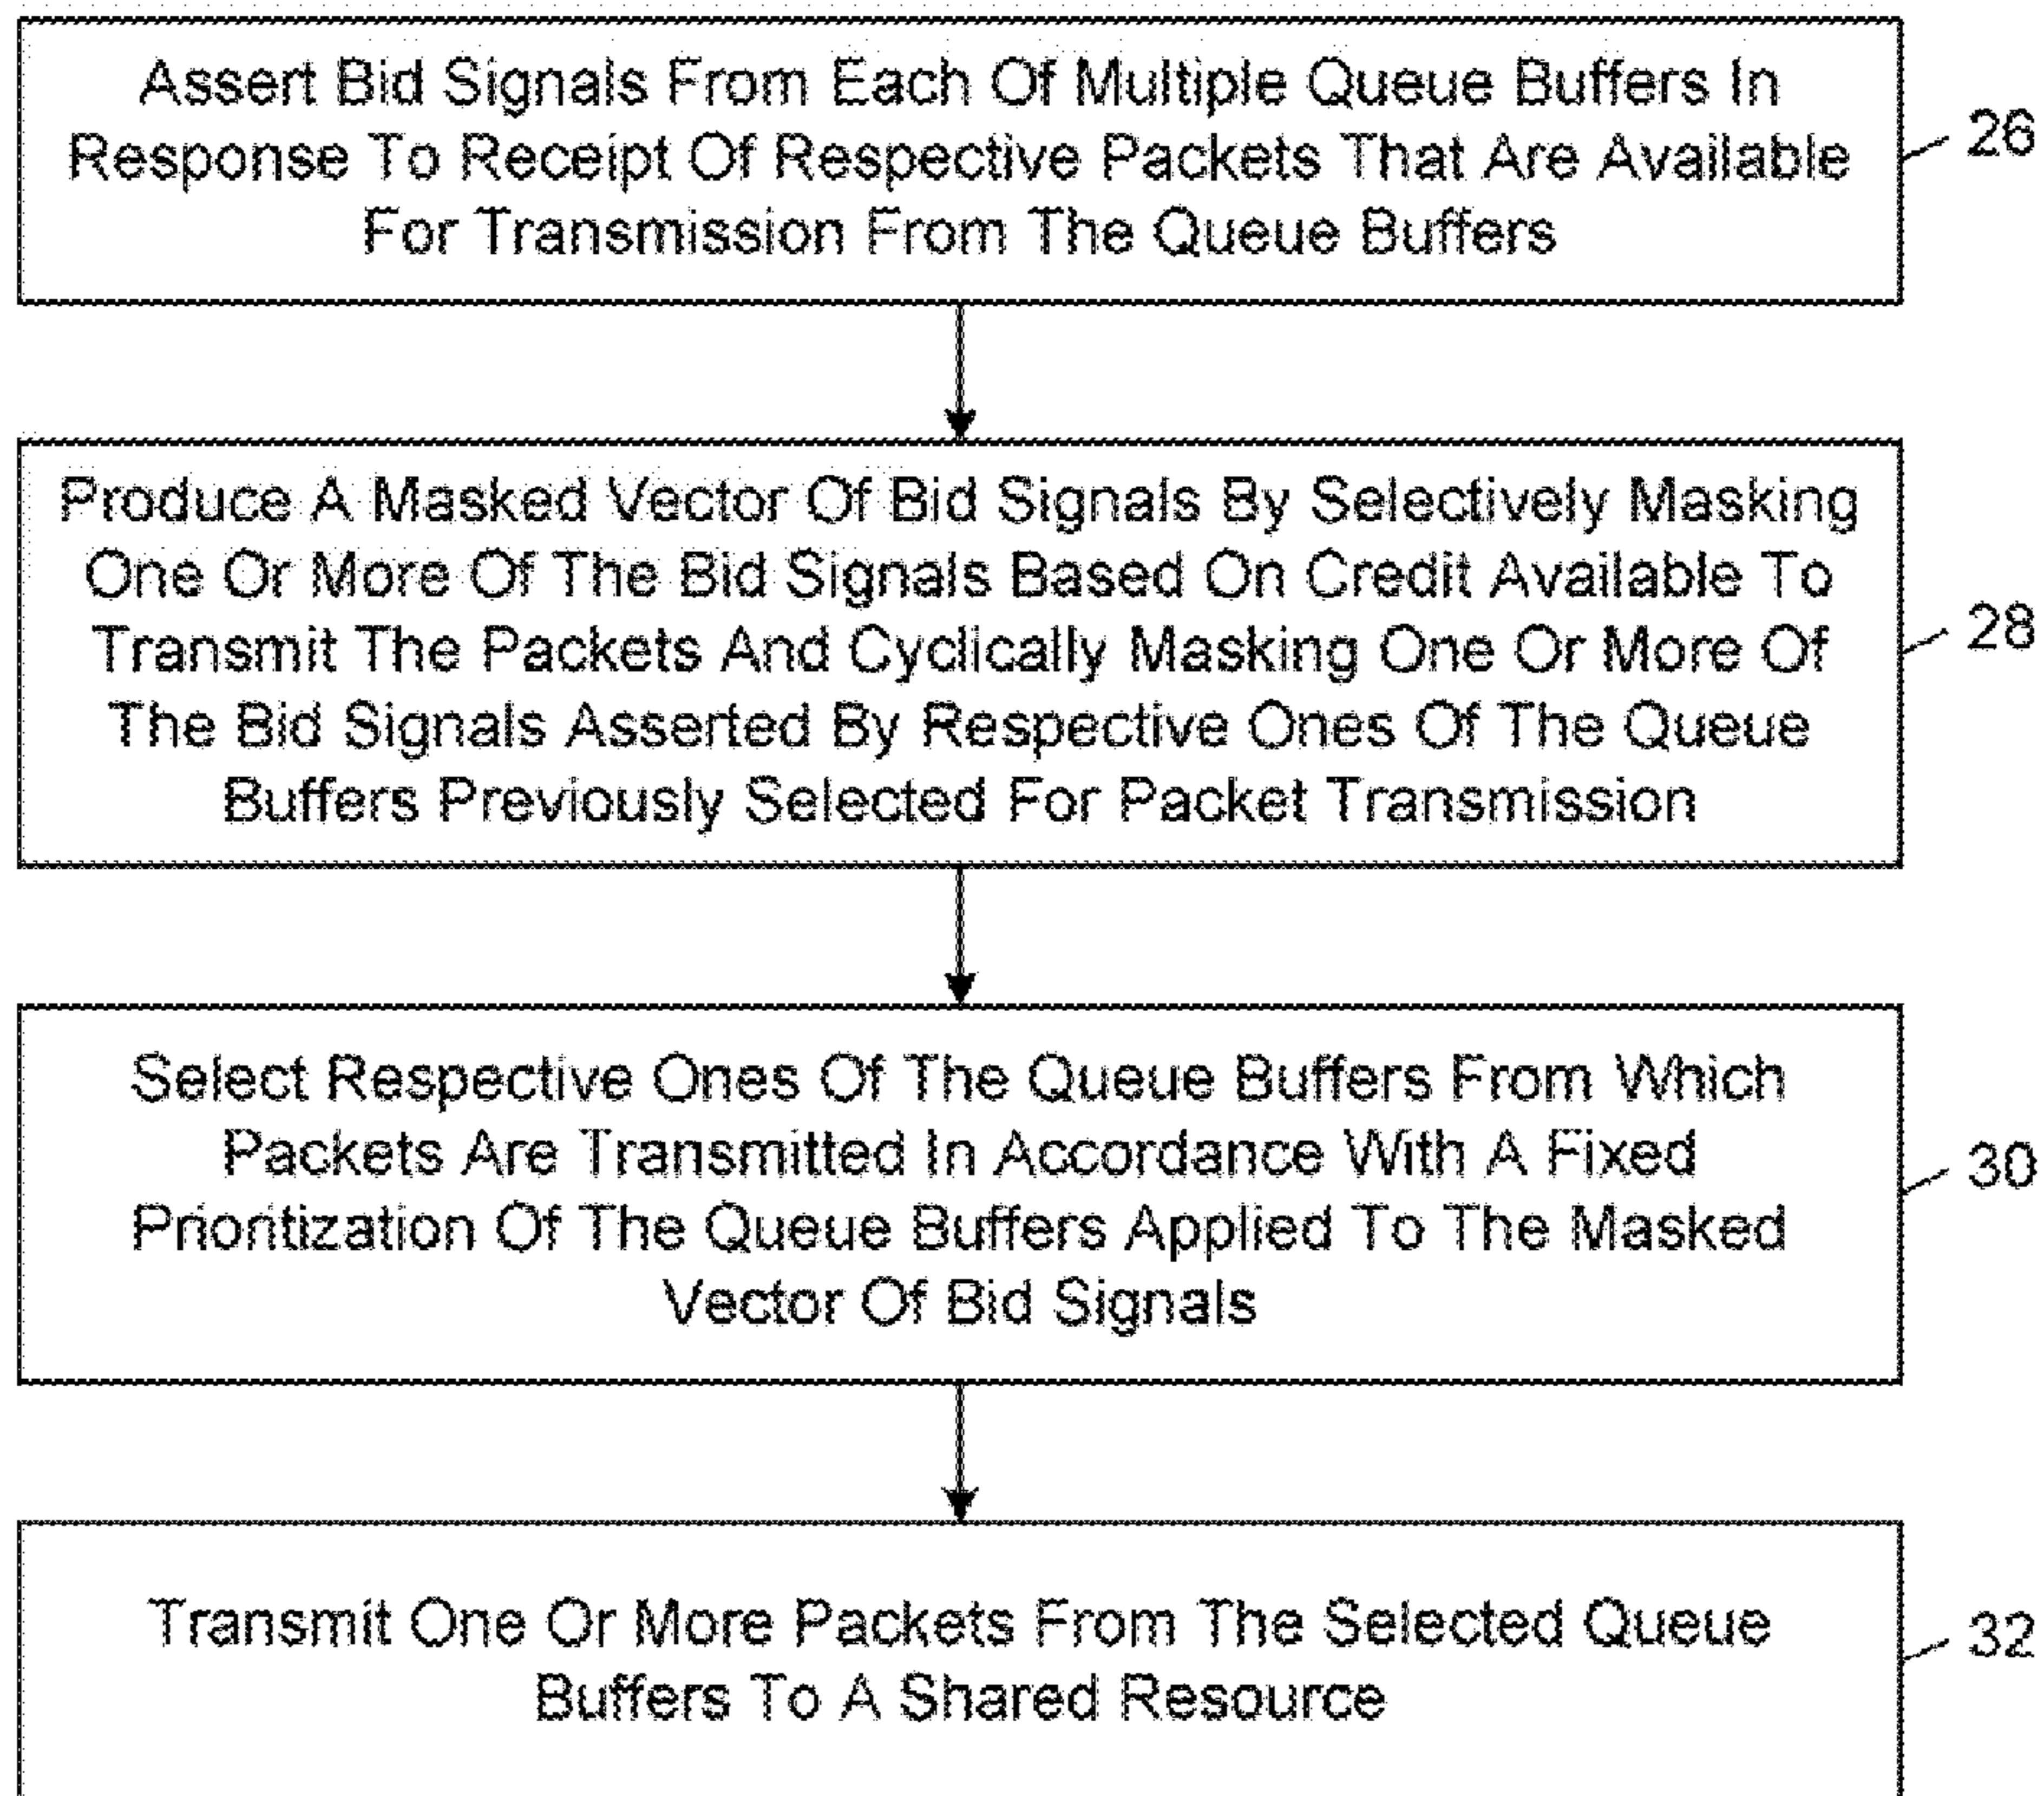 Assert Bid Signals From Each Of Multiple Queue Buffers In
Response To Receipt Of Respective Packets That Are Available
For Transmission From The Queue Buffers
26
Produce A Masked Vector Of Bid Signals By Selectively Masking
One Or More Of The Bid Signals Based On Credit Available To
Transmit The Packets And Cyclically Masking One Or More Of
The Bid Signals Asserted By Respective Ones Of The Queue
Buffers Previously Selected For Packet Transmission
28
Select Respective Ones Of The Queue Buffers From Which
Packets Are Transmitted In Accordance With A Fixed
Prioritization Of The Queue Buffers Applied To The Masked
Vector Of Bid Signals
30
Transmit One Or More Packets From The Selected Queue
Buffers To A Shared Resource
32